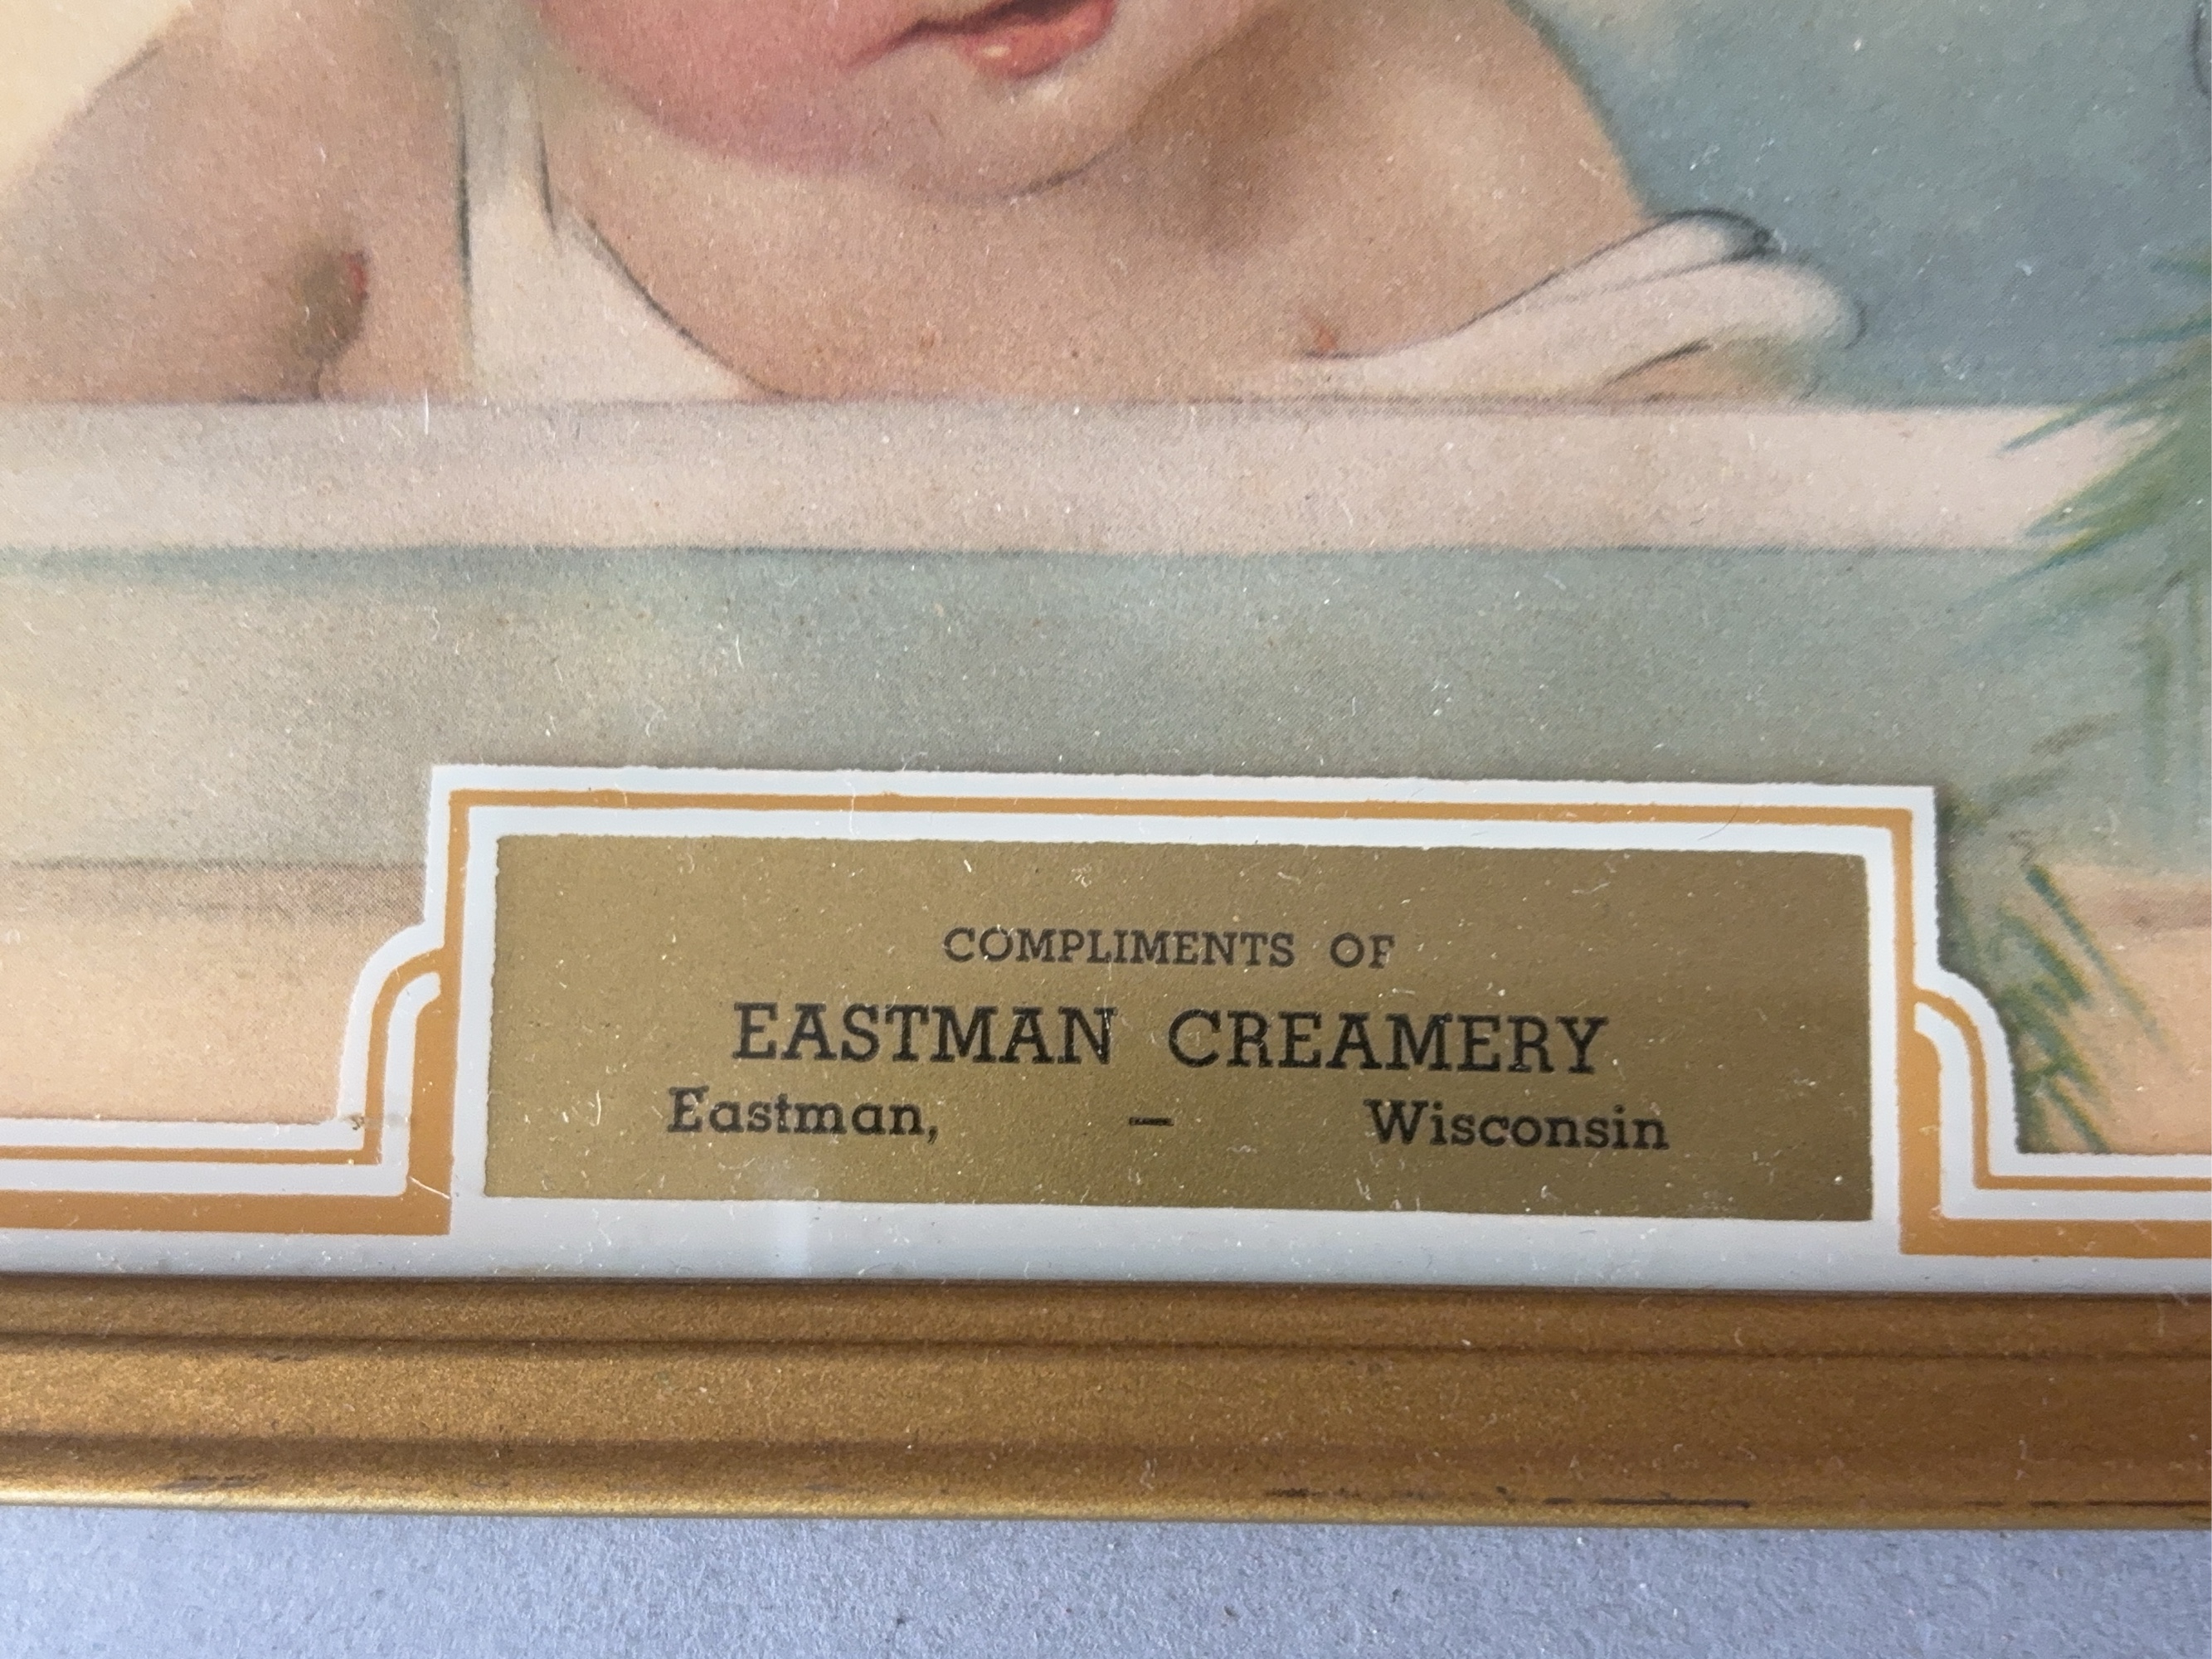 COMPLIMENTS OF
EASTMAN CREAMERY
Eastman, — Wisconsin